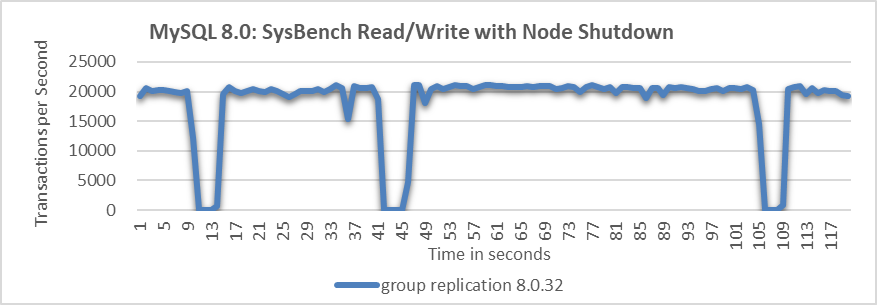 MySQL 8.0: SysBench Read/Write with Node Shutdown
Transactions per Second
25000
20000
15000
10000
5000
0
1 5 9 13 17 21 25 29 33 37 41 45 49 53 57 61 65 69 73 77 81 85 89 93 97 101 105 109 113 117
Time in seconds
group replication 8.0.32